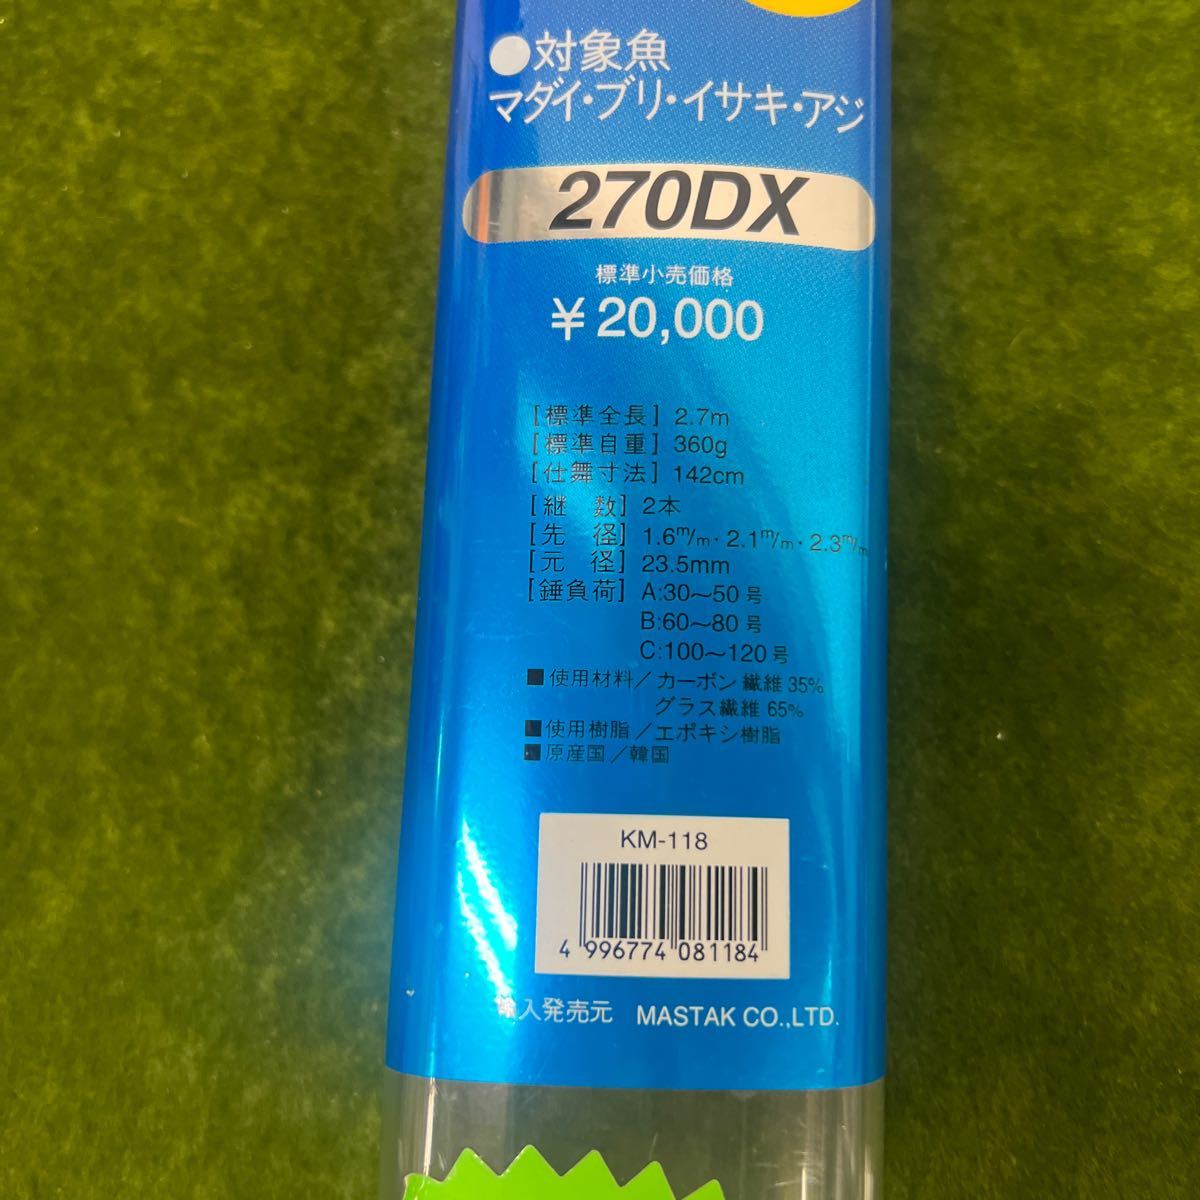 ●対象魚
マダイ・ブリ・イサキ・アジ
270DX
標準小売価格
¥20,000
[標準全長] 2.7m
[標準自重] 360g
[仕舞寸法] 142cm
[継　数] 2本
[先　径] 1.6m/m・2.1m/m・2.3m/m
[元　径] 23.5mm
[錘負荷] A:30〜50号
B:60〜80号
C:100〜120号
■使用材料／カーボン繊維 35%
グラス繊維 65%
■使用樹脂／エポキシ樹脂
■原産国／韓国
KM-118
4 996774 081184
輸入発売元　MASTAK CO.,LTD.